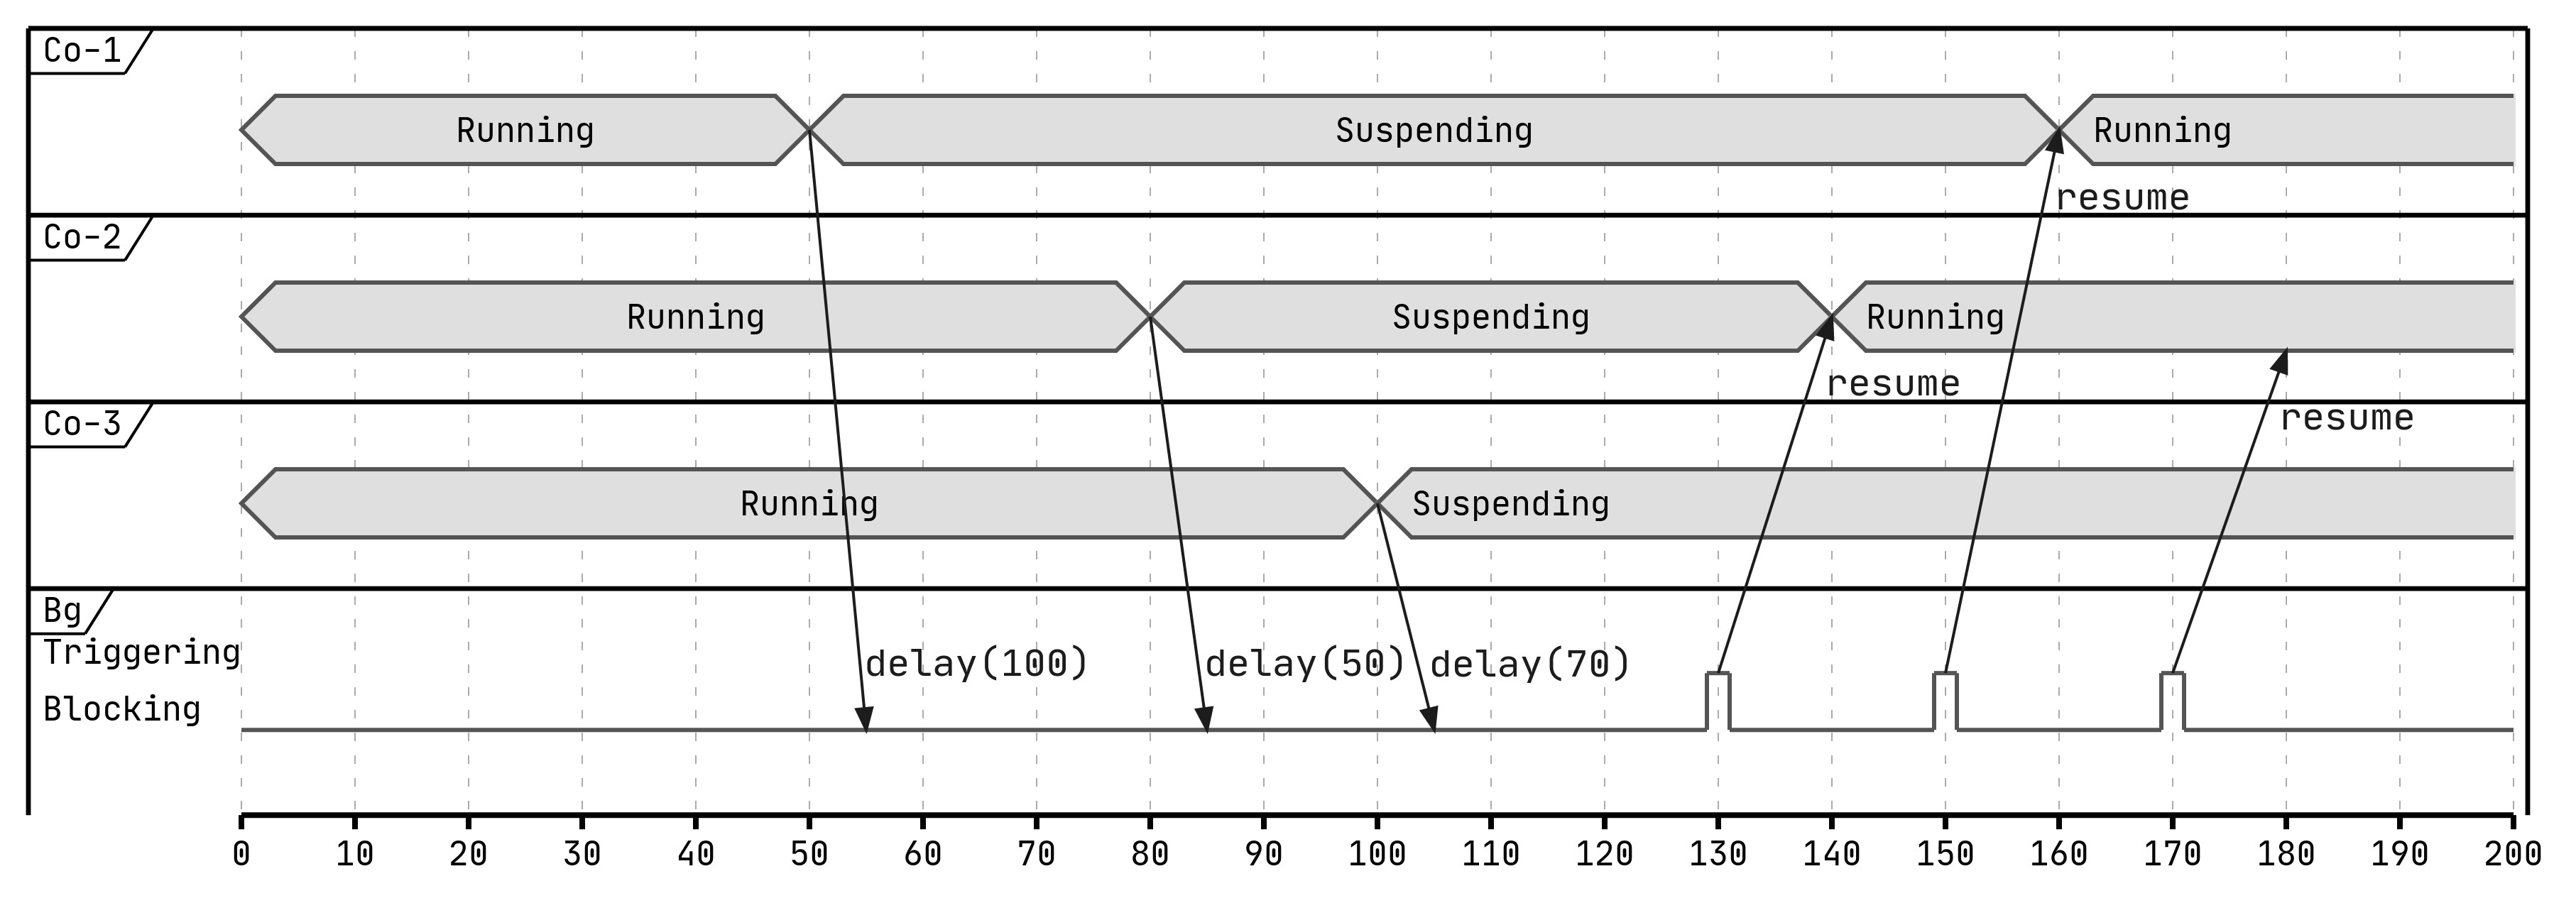 Co-1
Running Suspending Running
resume
Co-2
Running Suspending Running
resume
Co-3
resume
Running Suspending
Bg
Triggering
delay(100) delay(50) delay(70)
Blocking
0 10 20 30 40 50 60 70 80 90 100 110 120 130 140 150 160 170 180 190 200